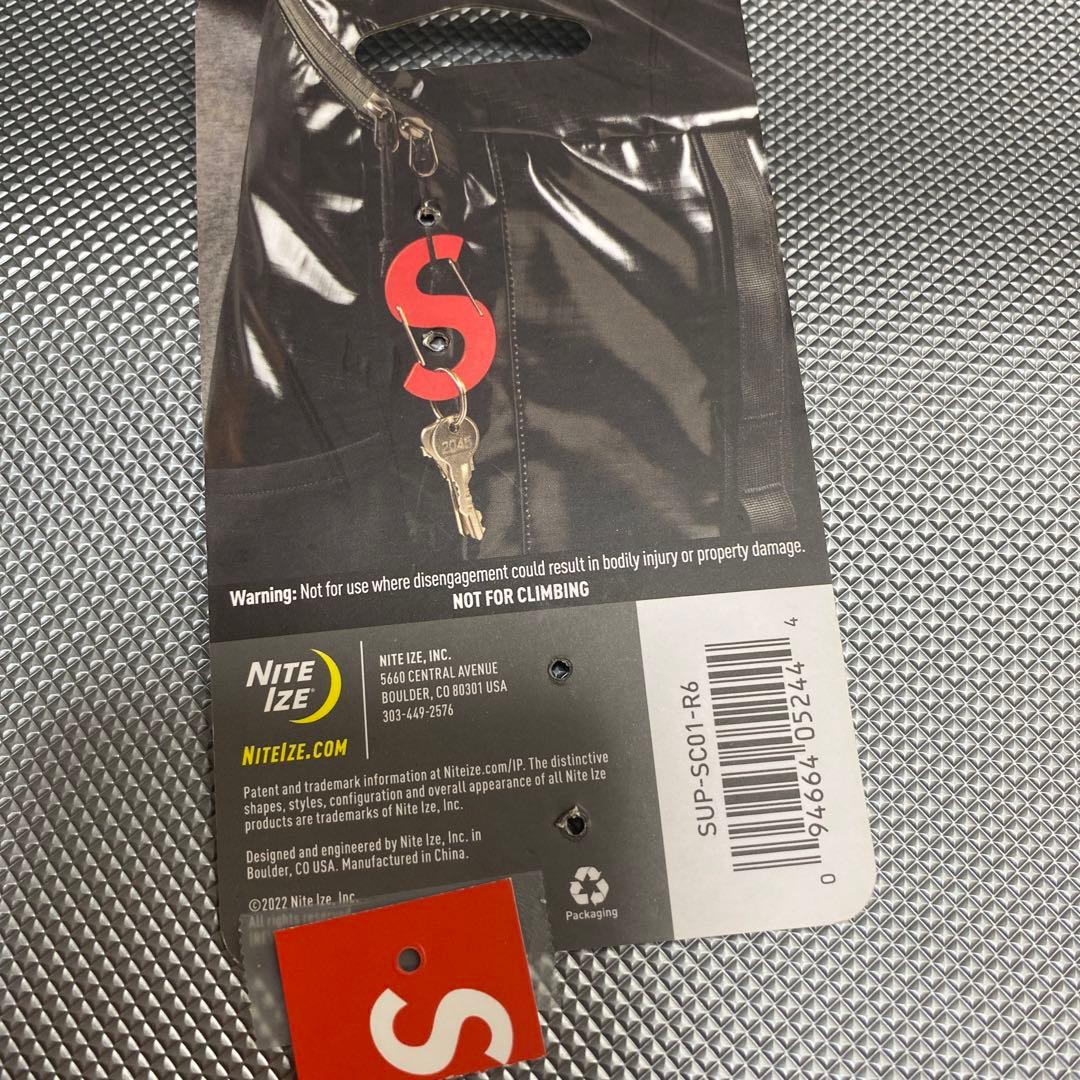 S
2045
Warning: Not for use where disengagement could result in bodily injury or property damage.
NOT FOR CLIMBING
NITE
IZE®
NITEIZE.COM
NITE IZE, INC.
5660 CENTRAL AVENUE
BOULDER, CO 80301 USA
303-449-2576
Patent and trademark information at Niteize.com/IP. The distinctive
shapes, styles, configuration and overall appearance of all Nite Ize
products are trademarks of Nite Ize, Inc.
Designed and engineered by Nite Ize, Inc. in
Boulder, CO USA. Manufactured in China.
©2022 Nite Ize, Inc.
All rights reserved
Packaging
SUP-SC01-R6
0 94664 05244 4
S